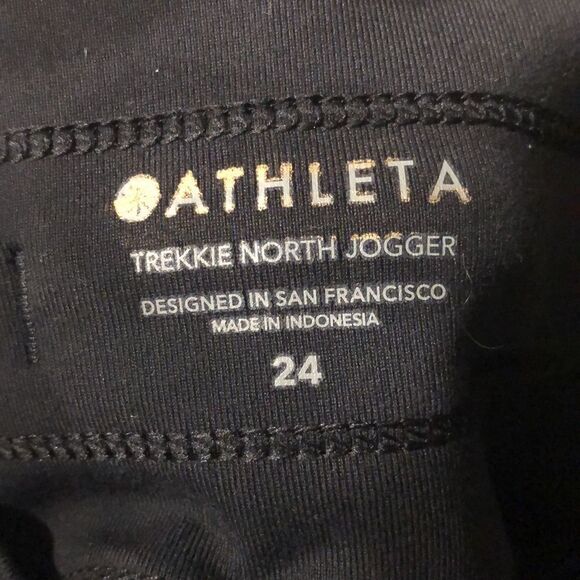 ATHLETA
TREKKIE NORTH JOGGER
DESIGNED IN SAN FRANCISCO
MADE IN INDONESIA
24